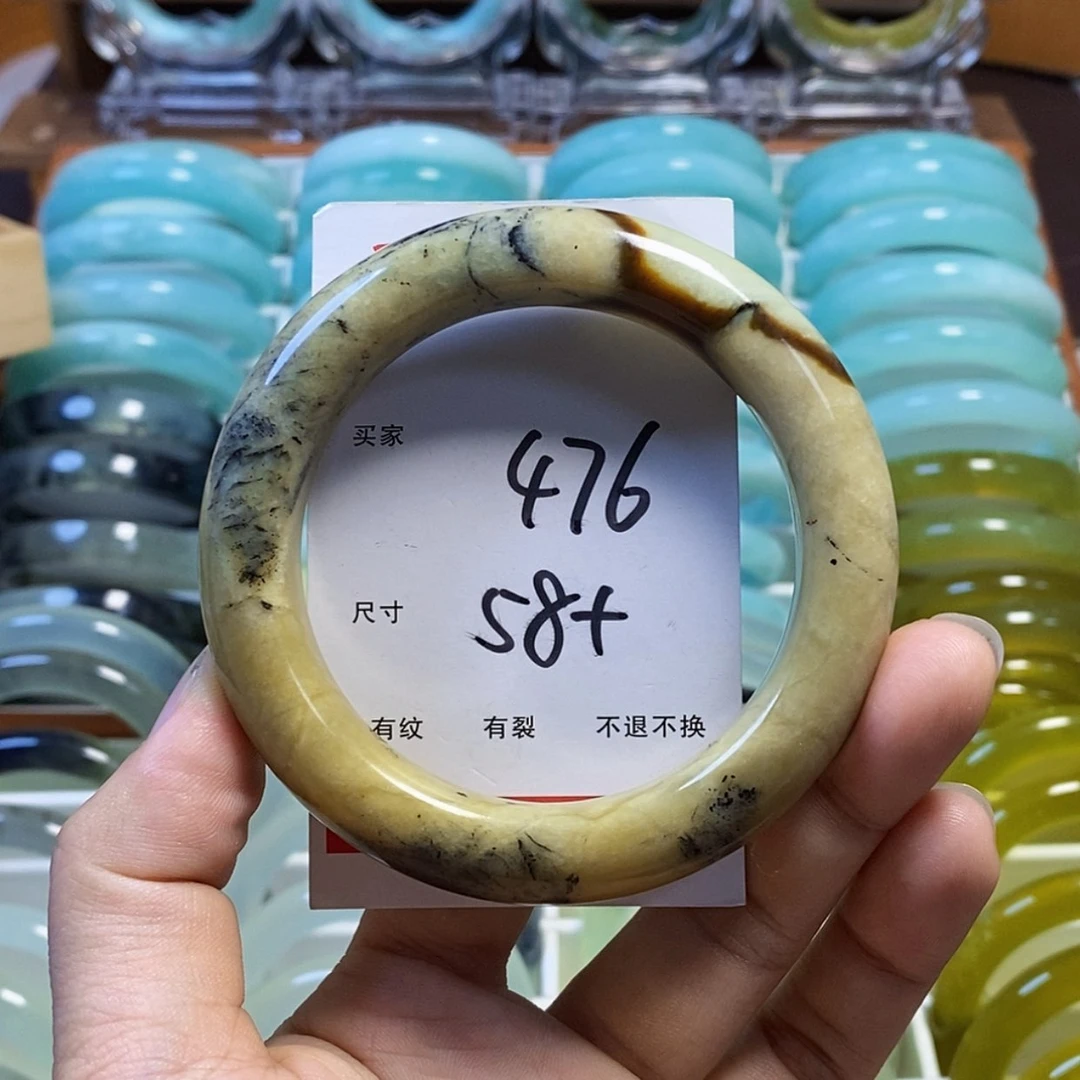 买家 476
尺寸 58+
有纹 有裂 不退不换